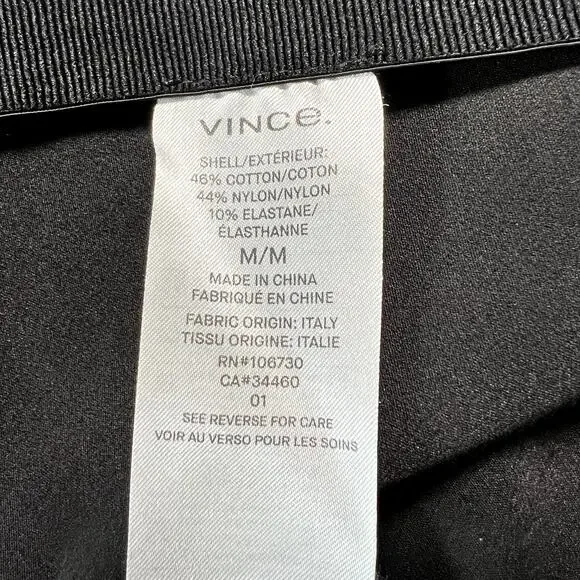 VINCe.
SHELL/EXTÉRIEUR:
46% COTTON/COTON
44% NYLON/NYLON
10% ELASTANE/
ÉLASTHANNE
M/M
MADE IN CHINA
FABRIQUÉ EN CHINE
FABRIC ORIGIN: ITALY
TISSU ORIGINE: ITALIE
RN#106730
CA#34460
01
SEE REVERSE FOR CARE
VOIR AU VERSO POUR LES SOINS